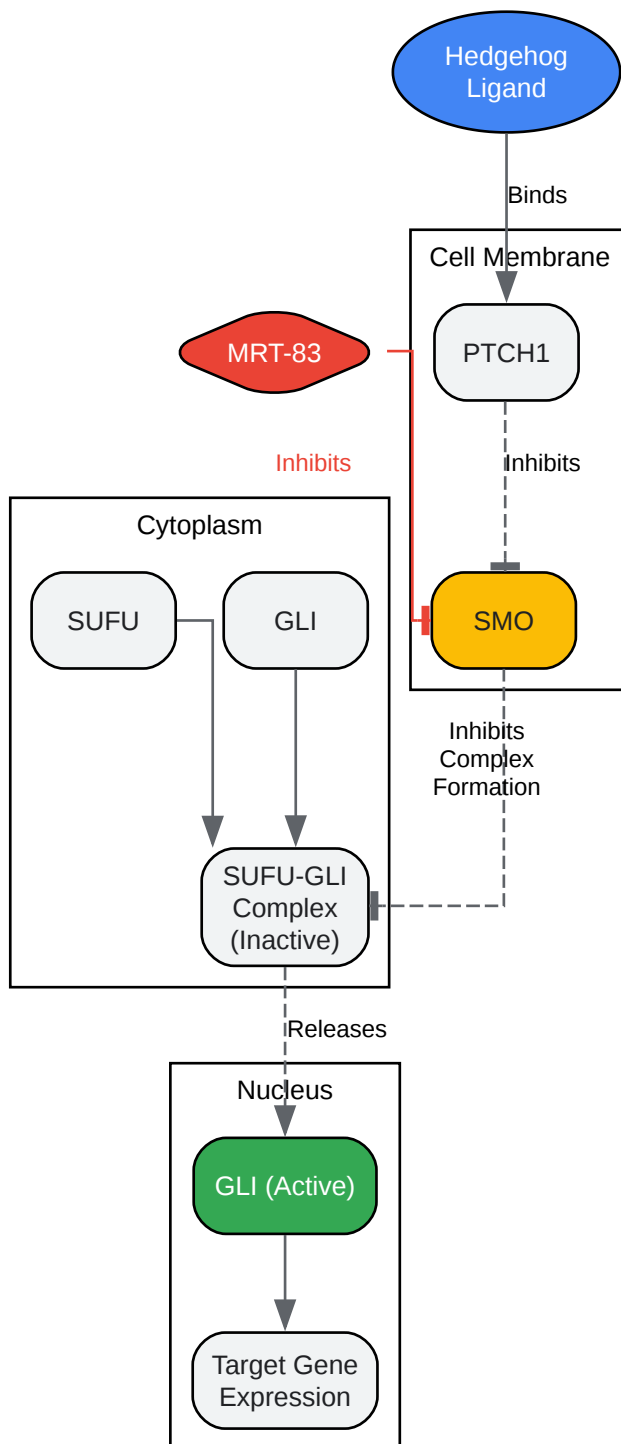 Hedgehog
Ligand
Binds
Cell Membrane
MRT-83
PTCH1
Inhibits
Inhibits
Cytoplasm
SUFU
GLI
SMO
Inhibits
Complex
Formation
SUFU-GLI
Complex
(Inactive)
Releases
Nucleus
GLI (Active)
Target Gene
Expression